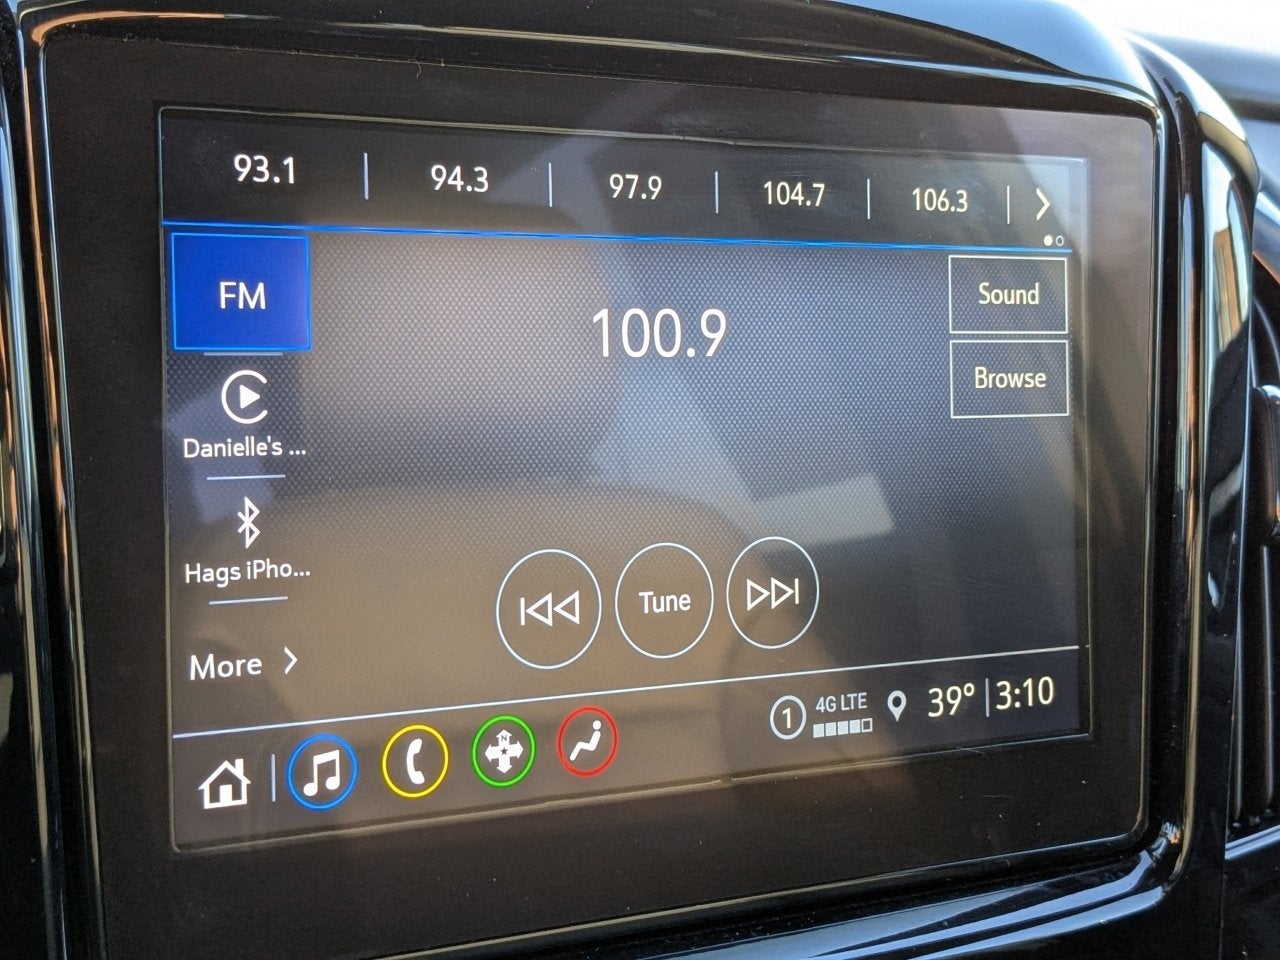 93.1 94.3 97.9 104.7 106.3
FM
100.9
Sound
Browse
Danielle's ...
Hags iPho...
Tune
More
1 4G LTE 39° 3:10
N